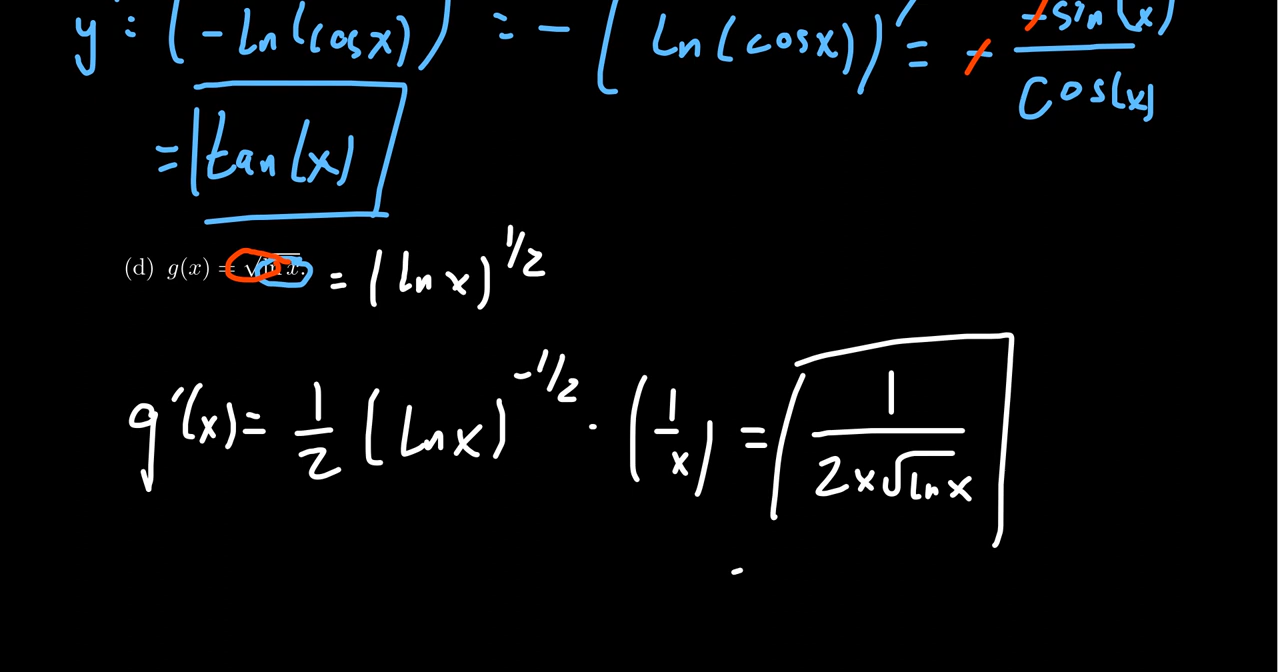 y' = (-ln(cosx))' = -(ln(cosx))' = - -sin(x)/cos(x)
= tan(x)
(d) g(x) = √ln x. = (ln x)^1/2
g'(x) = 1/2 (ln x)^-1/2 · (1/x) = 1/(2x√ln x)